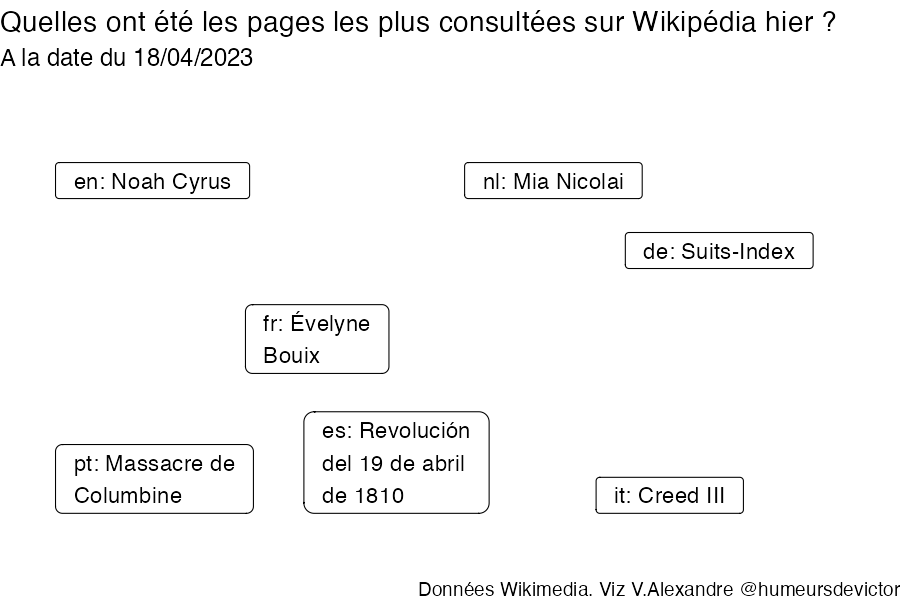 Quelles ont été les pages les plus consultées sur Wikipédia hier ?
A la date du 18/04/2023
en: Noah Cyrus
nl: Mia Nicolai
de: Suits-Index
fr: Évelyne
Bouix
es: Revolución
del 19 de abril
de 1810
pt: Massacre de
Columbine
it: Creed III
Données Wikimedia. Viz V.Alexandre @humeursdevictor